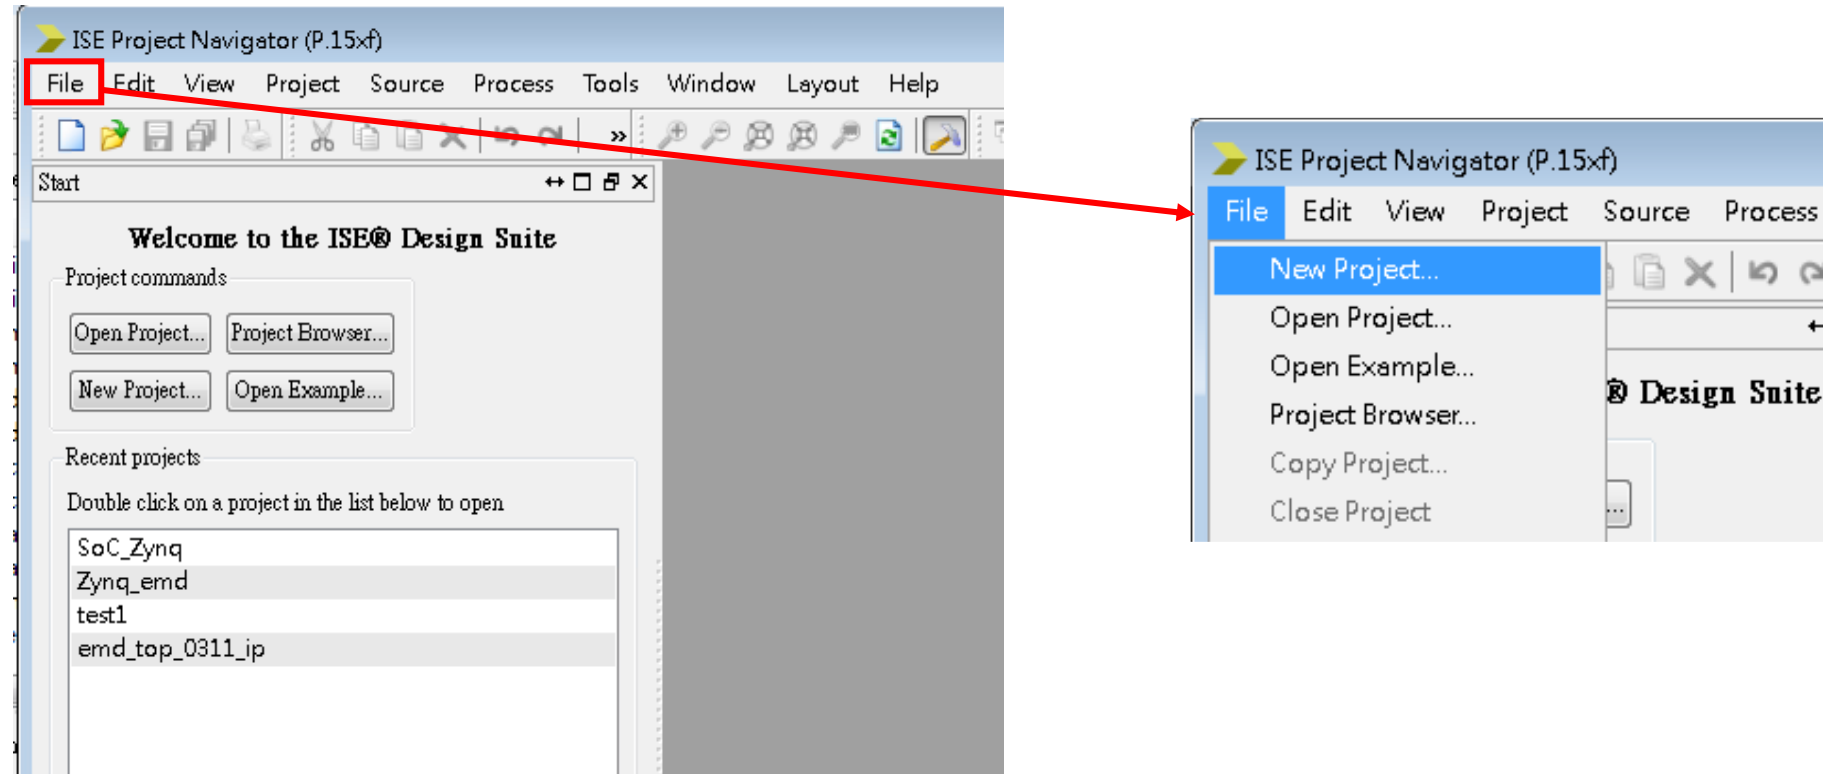 ISE Project Navigator (P.15xf)
File Edit View Project Source Process Tools Window Layout Help
»
Start
Welcome to the ISE® Design Suite
Project commands
Open Project... Project Browser...
New Project... Open Example...
Recent projects
Double click on a project in the list below to open
SoC_Zynq
Zynq_emd
test1
emd_top_0311_ip
ISE Project Navigator (P.15xf)
File Edit View Project Source Process
New Project...
Open Project...
Open Example...
® Design Suite
Project Browser...
Copy Project...
Close Project
...